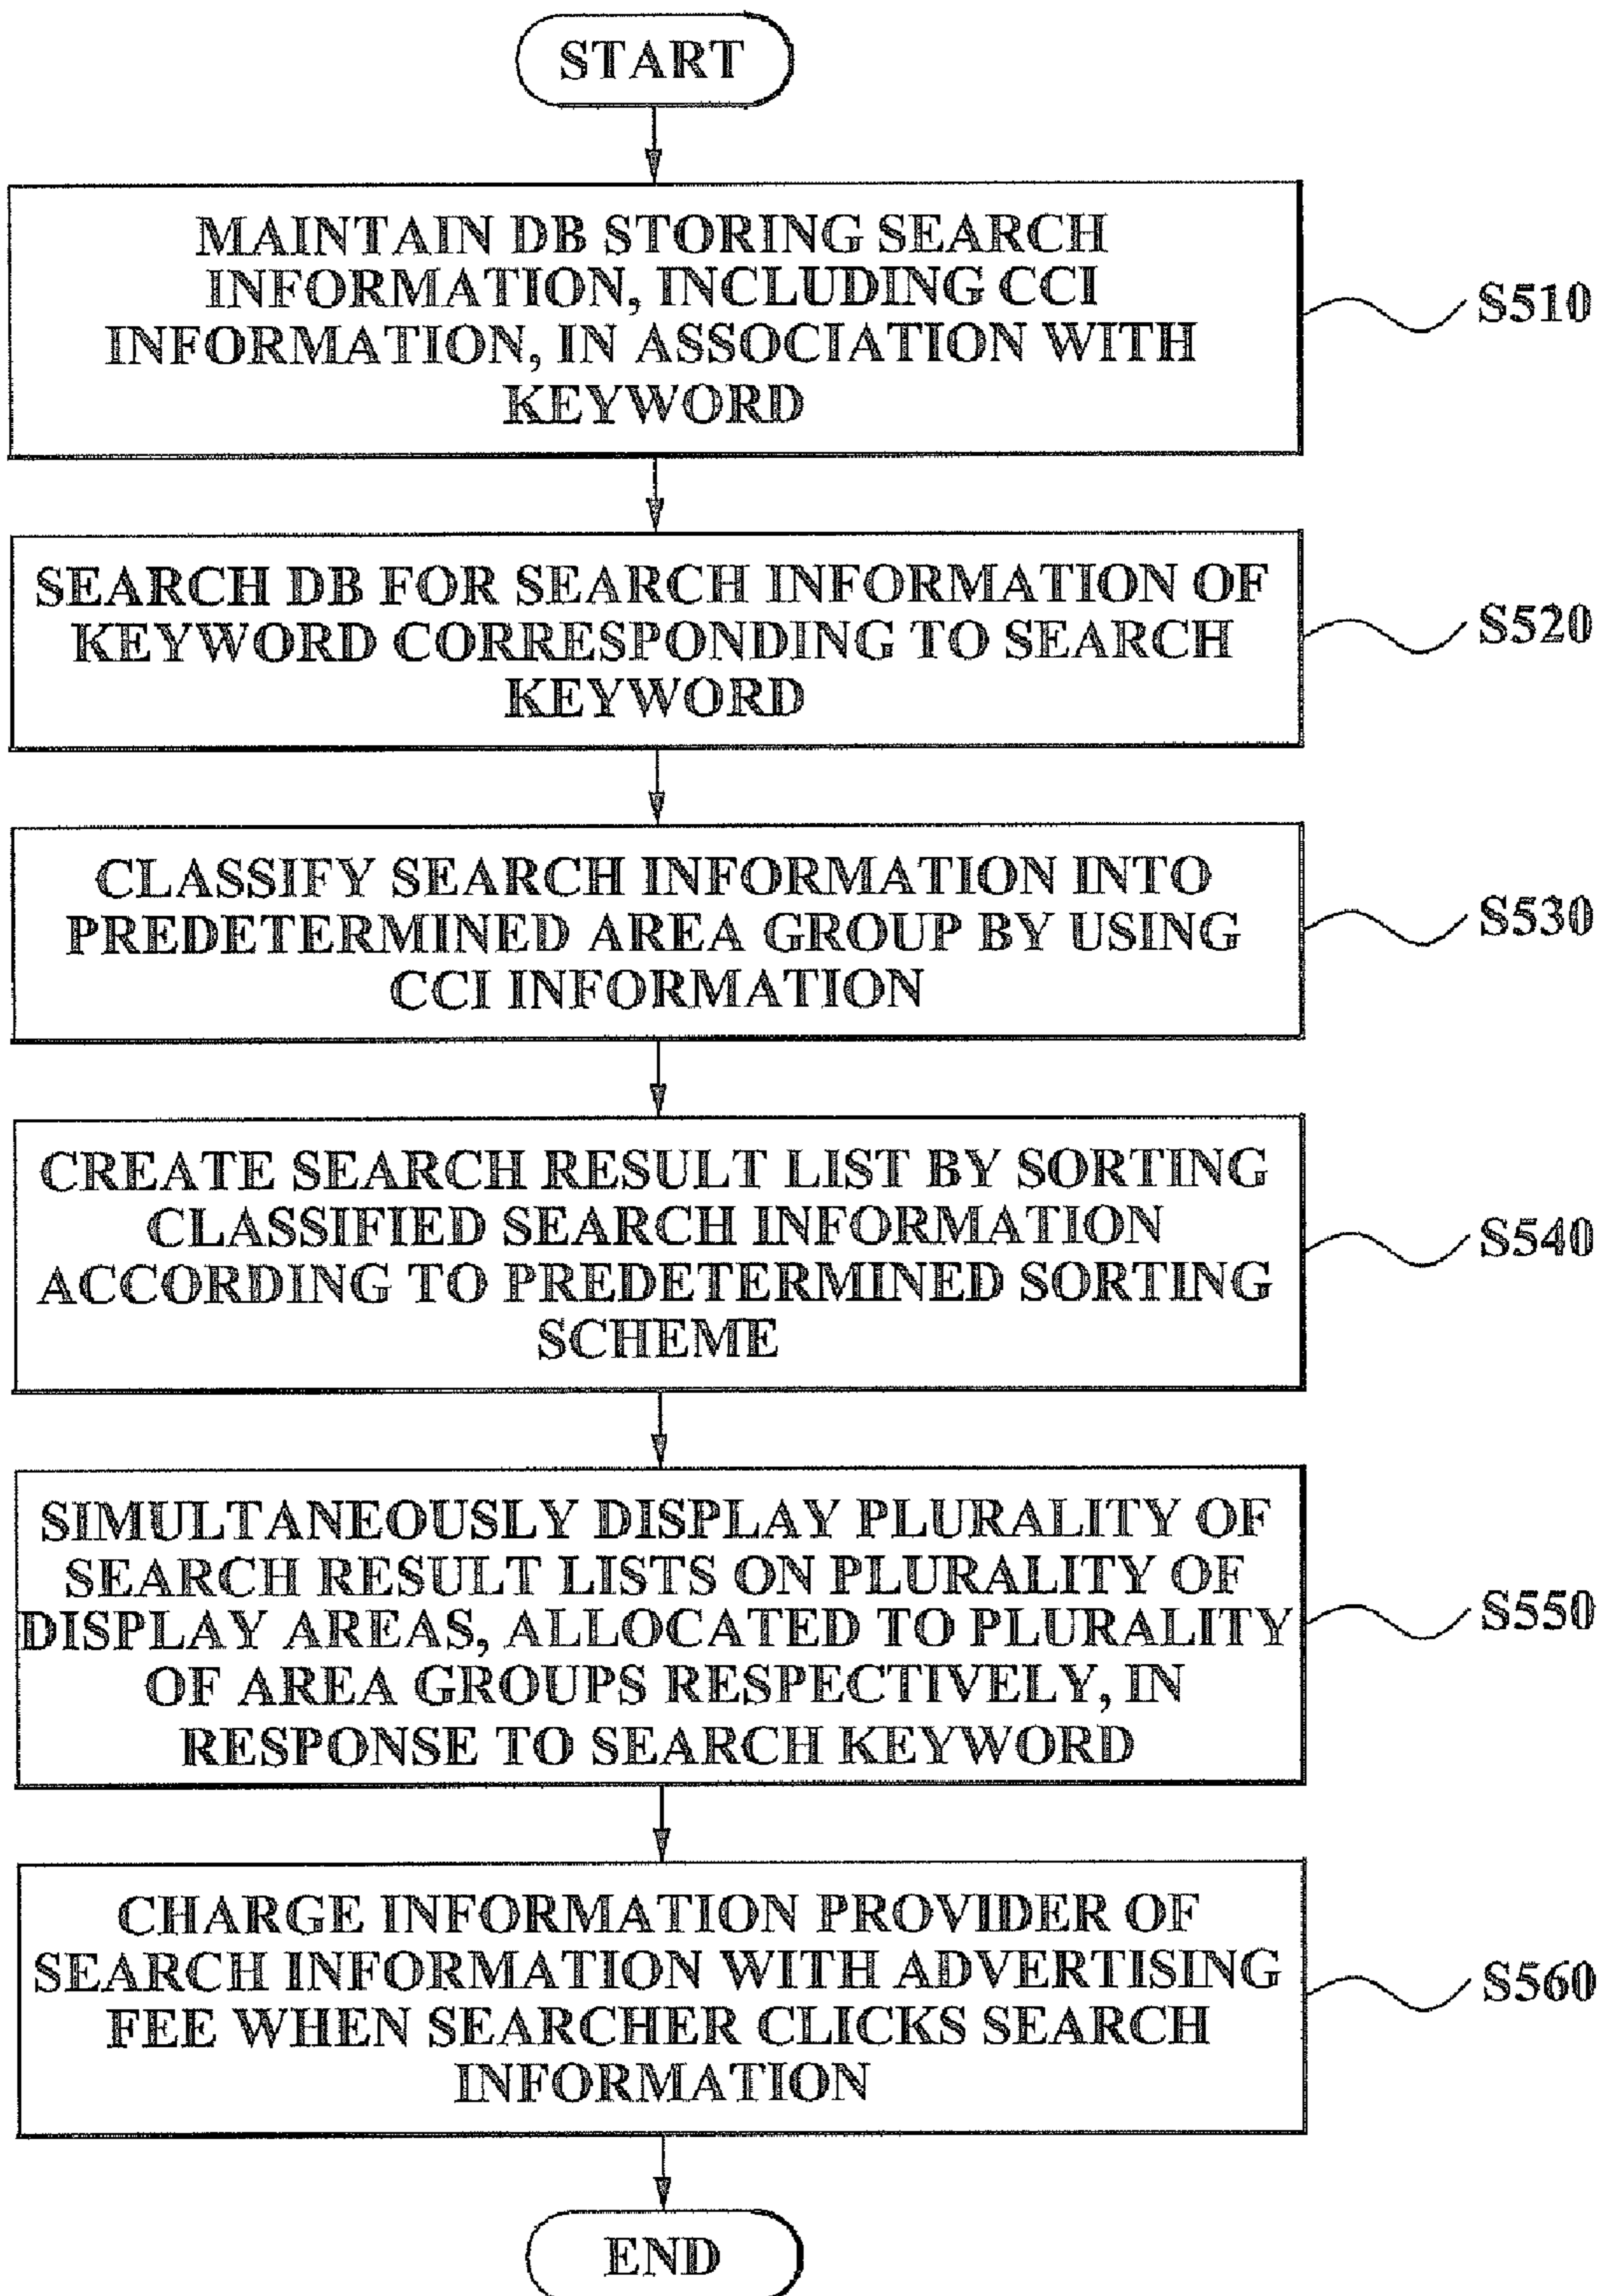 START
MAINTAIN DB STORING SEARCH
INFORMATION, INCLUDING CCI
INFORMATION, IN ASSOCIATION WITH
KEYWORD
S510
SEARCH DB FOR SEARCH INFORMATION OF
KEYWORD CORRESPONDING TO SEARCH
KEYWORD
S520
CLASSIFY SEARCH INFORMATION INTO
PREDETERMINED AREA GROUP BY USING
CCI INFORMATION
S530
CREATE SEARCH RESULT LIST BY SORTING
CLASSIFIED SEARCH INFORMATION
ACCORDING TO PREDETERMINED SORTING
SCHEME
S540
SIMULTANEOUSLY DISPLAY PLURALITY OF
SEARCH RESULT LISTS ON PLURALITY OF
DISPLAY AREAS, ALLOCATED TO PLURALITY
OF AREA GROUPS RESPECTIVELY, IN
RESPONSE TO SEARCH KEYWORD
S550
CHARGE INFORMATION PROVIDER OF
SEARCH INFORMATION WITH ADVERTISING
FEE WHEN SEARCHER CLICKS SEARCH
INFORMATION
S560
END